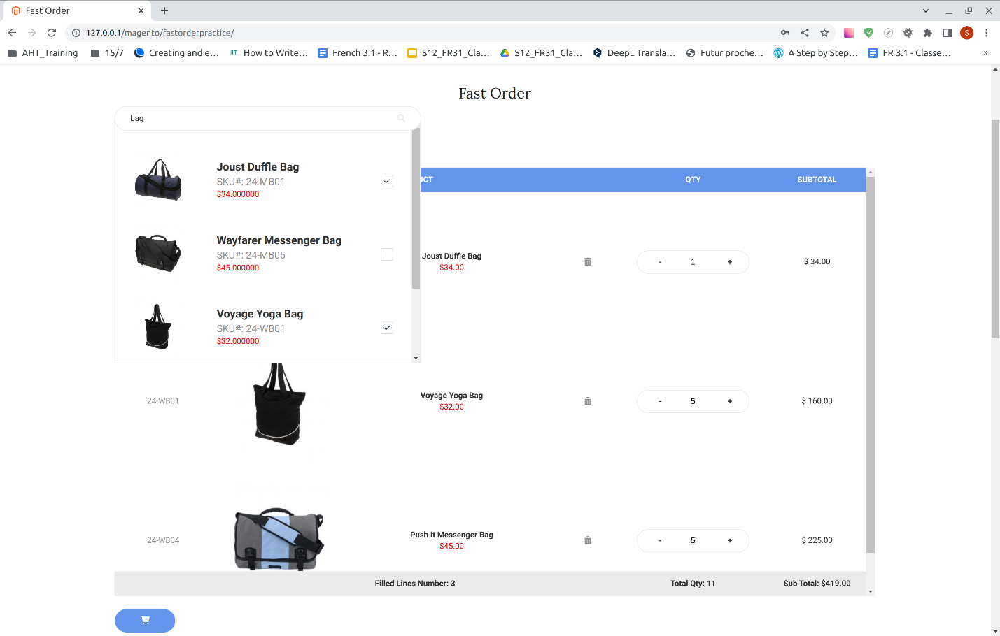 Fast Order
127.0.0.1/magento/fastorderpractice/
S
AHT_Training
15/7
Creating and e...
IIT How to Write...
French 3.1 - R...
S12_FR31_Cla...
S12_FR31_Cla...
DeepL Transla...
Futur proche...
A Step by Step...
FR 3.1 - Classe...
»
Fast Order
bag
Joust Duffle Bag
SKU#: 24-MB01
$34.000000
Wayfarer Messenger Bag
SKU#: 24-MB05
$45.000000
Voyage Yoga Bag
SKU#: 24-WB01
$32.000000
UCT QTY SUBTOTAL
Joust Duffle Bag
$34.00
- 1 +
$ 34.00
24-WB01
Voyage Yoga Bag
$32.00
- 5 +
$ 160.00
24-WB04
Push It Messenger Bag
$45.00
- 5 +
$ 225.00
Filled Lines Number: 3 Total Qty: 11 Sub Total: $419.00